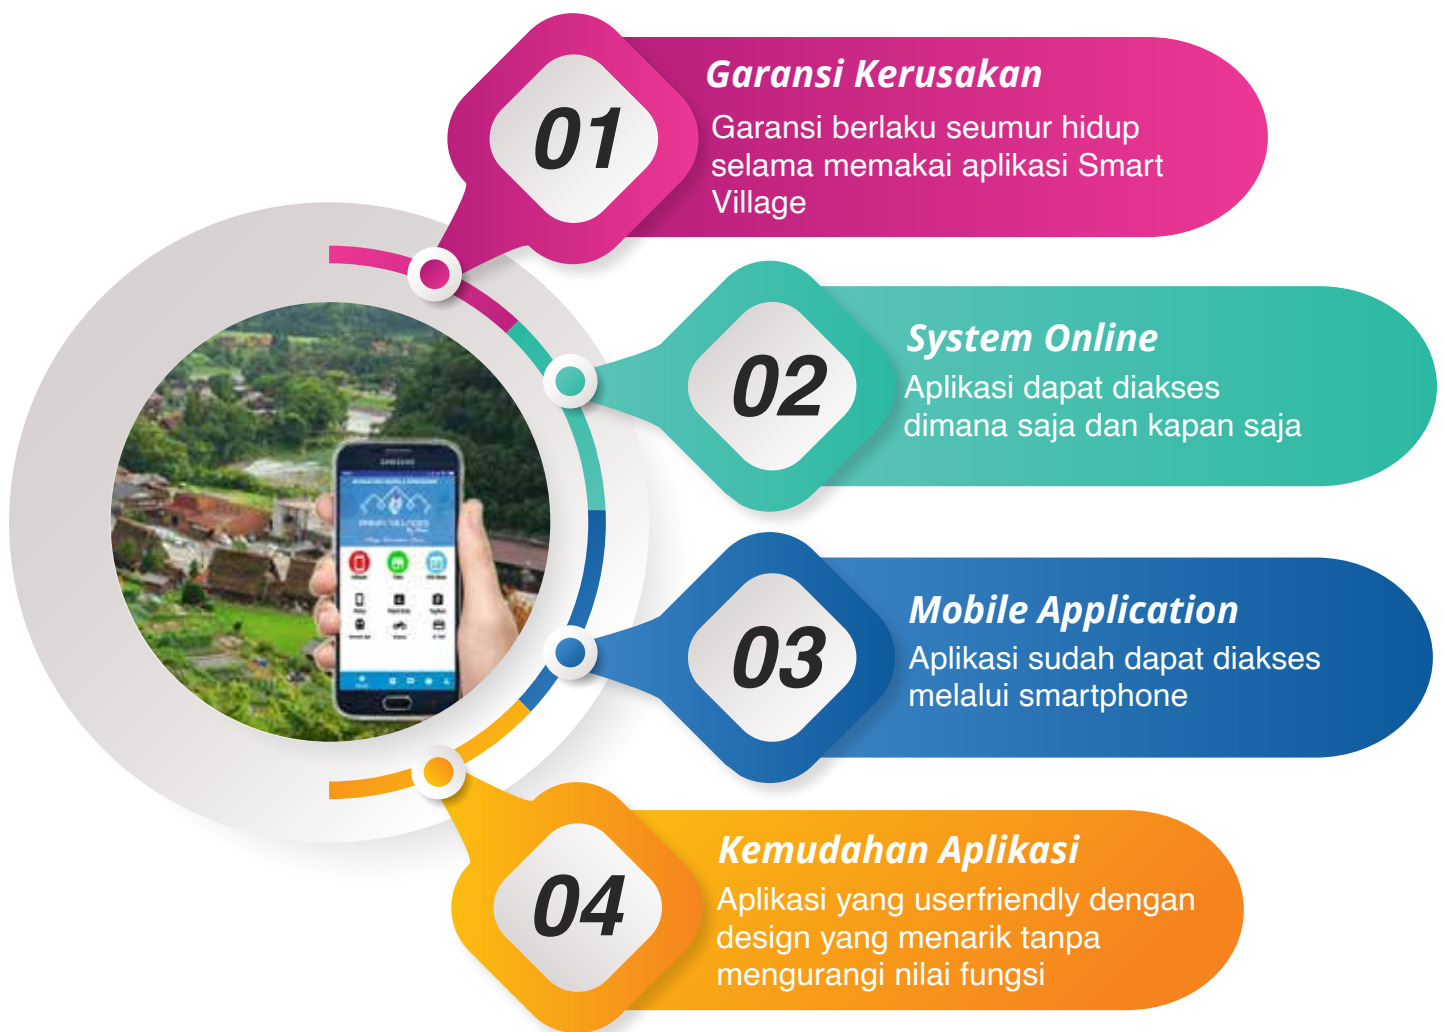 01
Garansi Kerusakan
Garansi berlaku seumur hidup
selama memakai aplikasi Smart
Village
02
System Online
Aplikasi dapat diakses
dimana saja dan kapan saja
SAMSUNG
03
Mobile Application
Aplikasi sudah dapat diakses
melalui smartphone
04
Kemudahan Aplikasi
Aplikasi yang userfriendly dengan
design yang menarik tanpa
mengurangi nilai fungsi